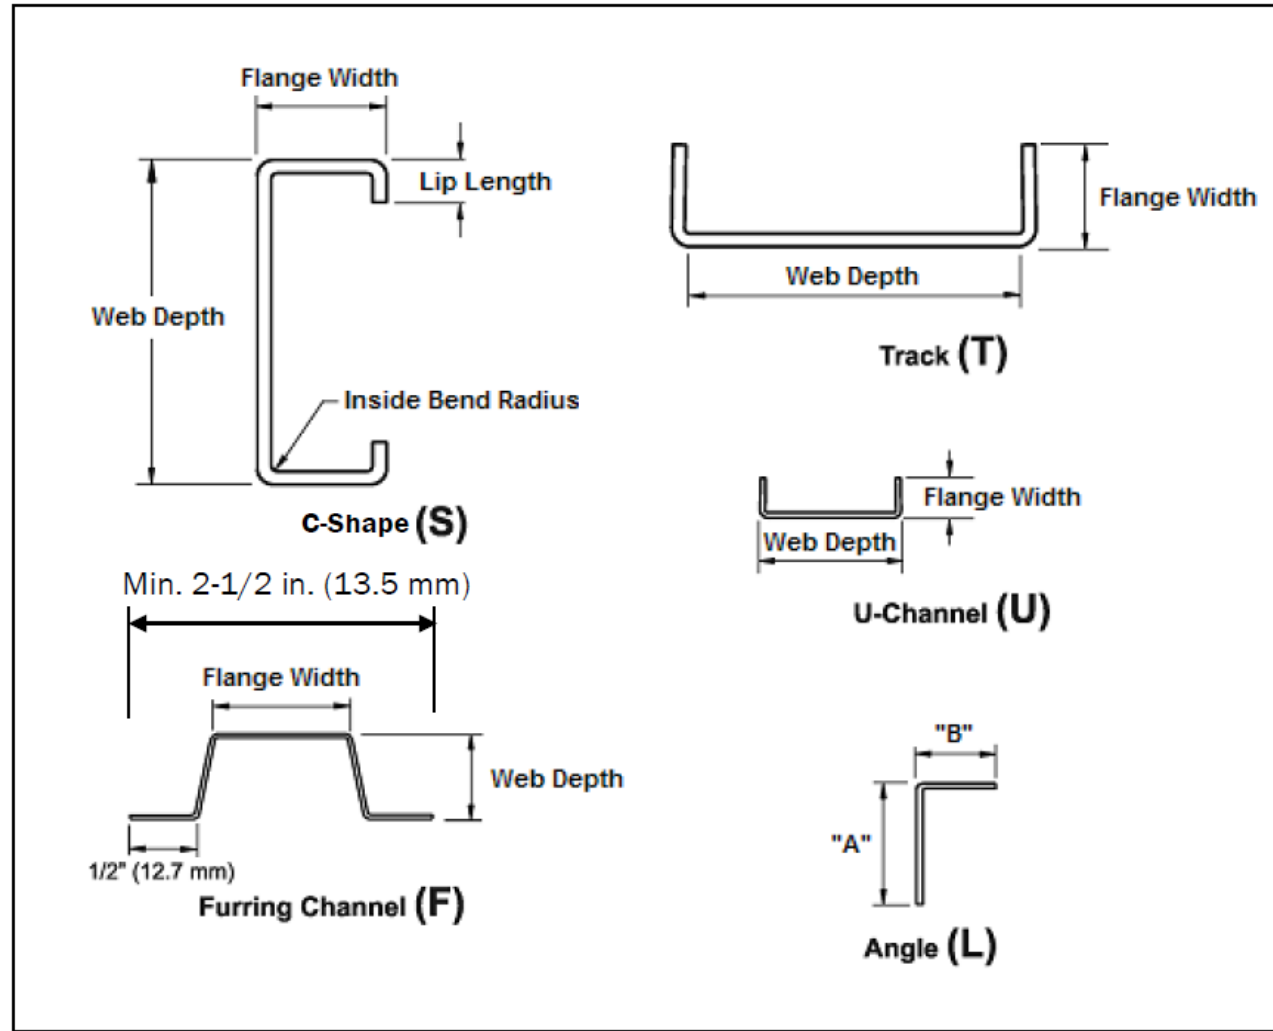 Flange Width
Lip Length
Web Depth
Inside Bend Radius
C-Shape (S)
Flange Width
Web Depth
Track (T)
Flange Width
Web Depth
U-Channel (U)
Min. 2-1/2 in. (13.5 mm)
Flange Width
Web Depth
1/2" (12.7 mm)
Furring Channel (F)
"B"
"A"
Angle (L)